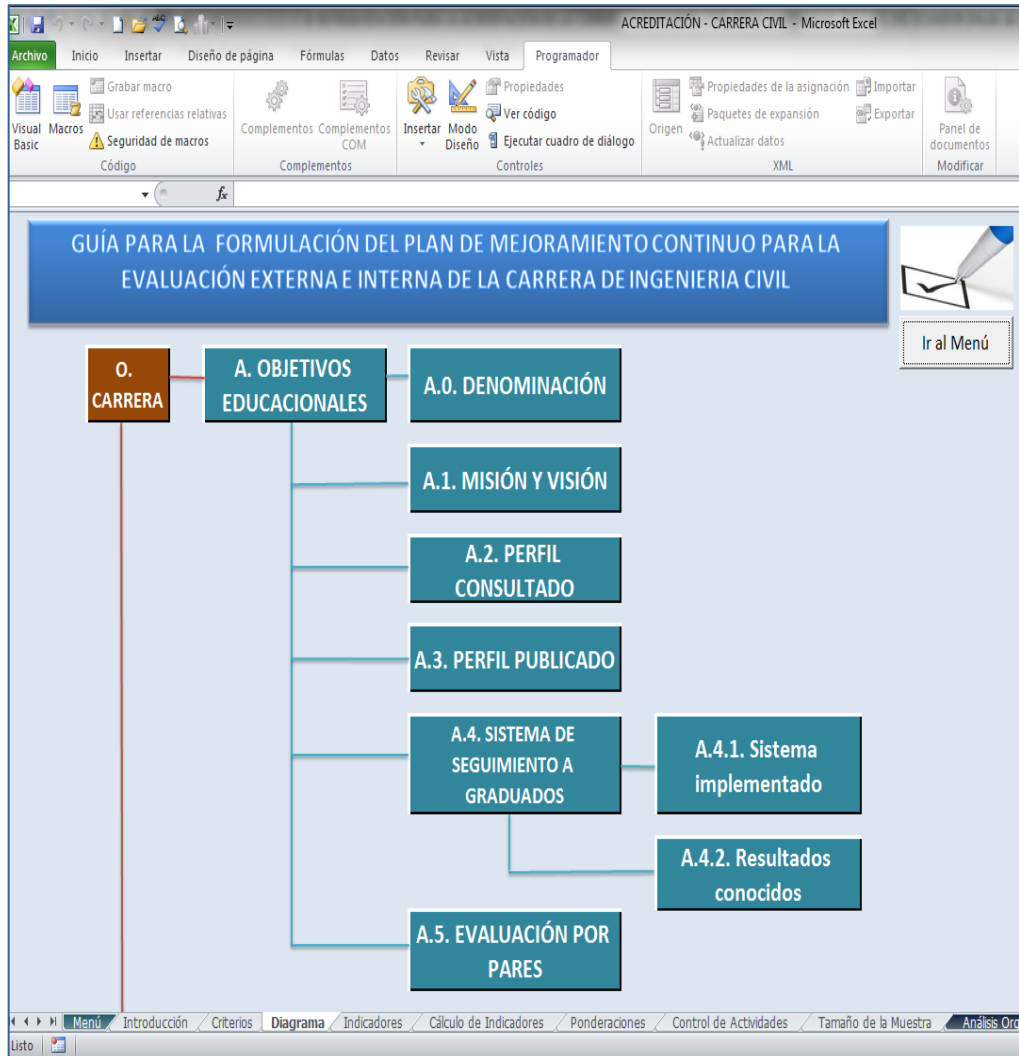 ACREDITACIÓN - CARRERA CIVIL - Microsoft Excel
Archivo Inicio Insertar Diseño de página Fórmulas Datos Revisar Vista Programador
Visual Basic
Macros
Grabar macro
Usar referencias relativas
Seguridad de macros
Código
Complementos
Complementos COM
Complementos
Insertar
Modo Diseño
Propiedades
Ver código
Ejecutar cuadro de diálogo
Controles
Origen
Propiedades de la asignación
Paquetes de expansión
Actualizar datos
Importar
Exportar
XML
Panel de documentos
Modificar
fx
GUÍA PARA LA FORMULACIÓN DEL PLAN DE MEJORAMIENTO CONTINUO PARA LA
EVALUACIÓN EXTERNA E INTERNA DE LA CARRERA DE INGENIERIA CIVIL
Ir al Menú
O.
CARRERA
A. OBJETIVOS
EDUCACIONALES
A.0. DENOMINACIÓN
A.1. MISIÓN Y VISIÓN
A.2. PERFIL
CONSULTADO
A.3. PERFIL PUBLICADO
A.4. SISTEMA DE
SEGUIMIENTO A
GRADUADOS
A.4.1. Sistema
implementado
A.4.2. Resultados
conocidos
A.5. EVALUACIÓN POR
PARES
Menú Introducción Criterios Diagrama Indicadores Cálculo de Indicadores Ponderaciones Control de Actividades Tamaño de la Muestra Análisis Org
Listo